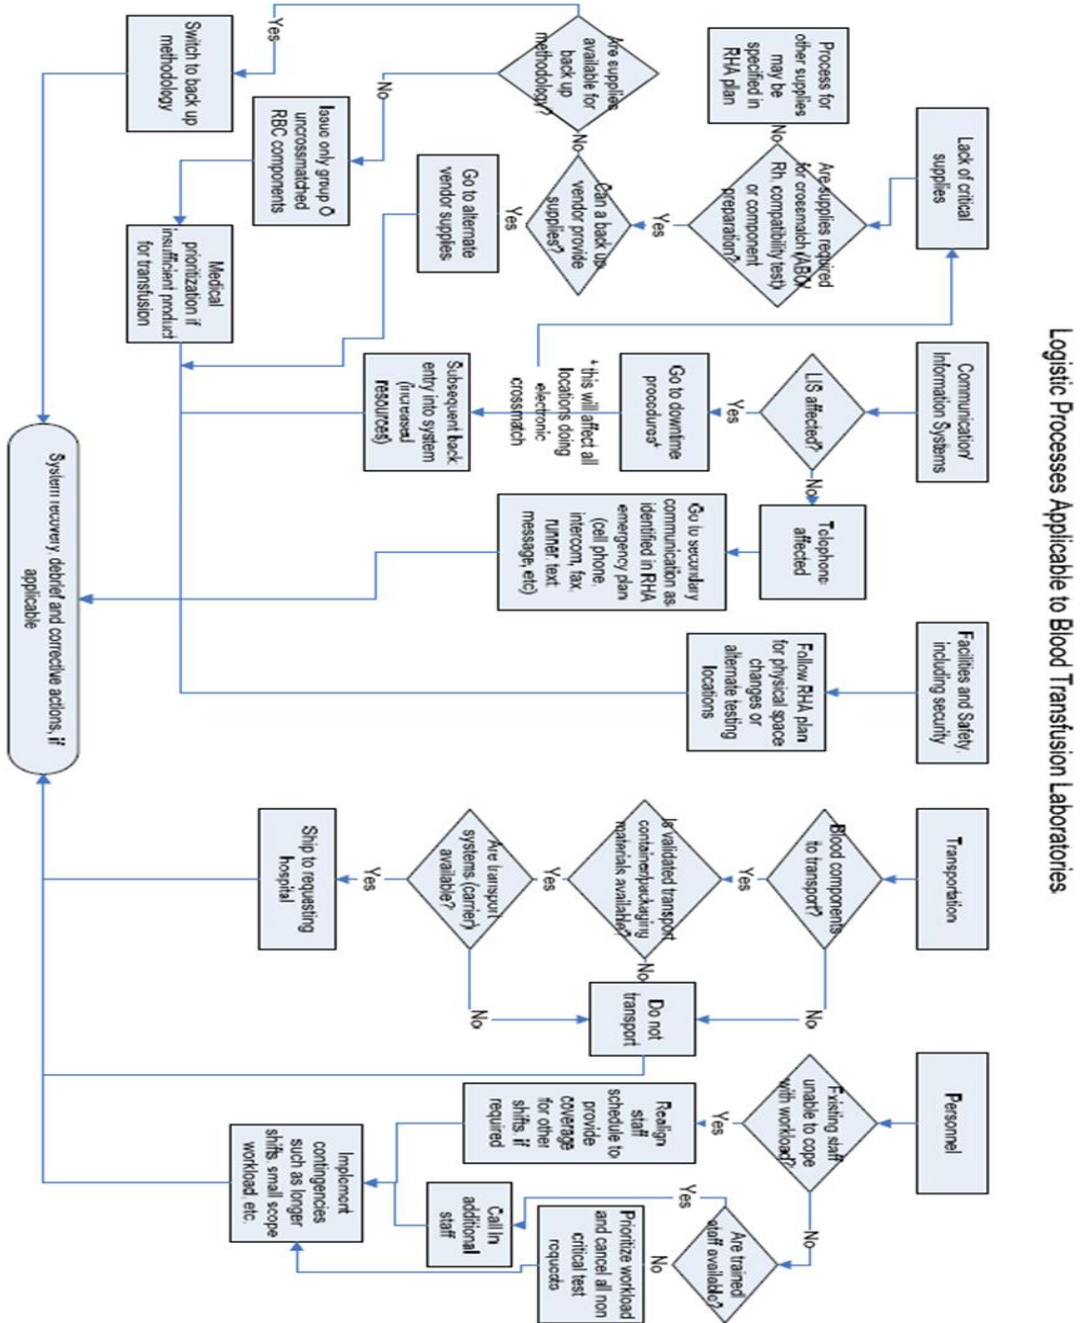 Logistic Processes Applicable to Blood Transfusion Laboratories
Lack of critical
supplies
Are supplies required
for crossmatch (ABO/
Rh, compatibility test)
or component
preparation?
No
Process for
other supplies
may be
specified in
RHA plan
Yes
Can a back up
vendor provide
supplies?
Yes
Go to alternate
vendor supplies
No
Are supplies
available for
back up
methodology?
No
Issue only group O
uncrossmatched
RBC components
Medical
prioritization if
insufficient product
for transfusion
Yes
Switch to back up
methodology
Communication/
Information Systems
LIS affected?
Yes
Go to downtime
procedures*
* this will affect all
locations doing
electronic
crossmatch
Subsequent back
entry into system
(increased
resources)
No
Telephone
affected
Go to secondary
communication as
identified in RHA
emergency plan
(cell phone,
intercom, fax,
runner, text
message, etc)
Facilities and Safety,
including security
Follow RHA plan
for physical space
changes or
alternate testing
locations
Transportation
Blood components
to transport?
Yes
No
Is validated transport
container/packaging
materials available?
Yes
No
Are transport
systems (carrier)
available?
Yes
No
Do not
transport
Ship to requesting
hospital
Personnel
Existing staff
unable to cope
with workload?
Yes
Realign
staff
schedule to
provide
coverage
for other
shifts, if
required
No
Are trained
staff available?
Yes
Call in
additional
staff
No
Prioritize workload
and cancel all non
critical test
requests
Implement
contingencies
such as longer
shifts, small scope
workload, etc.
System recovery, debrief and corrective actions, if
applicable